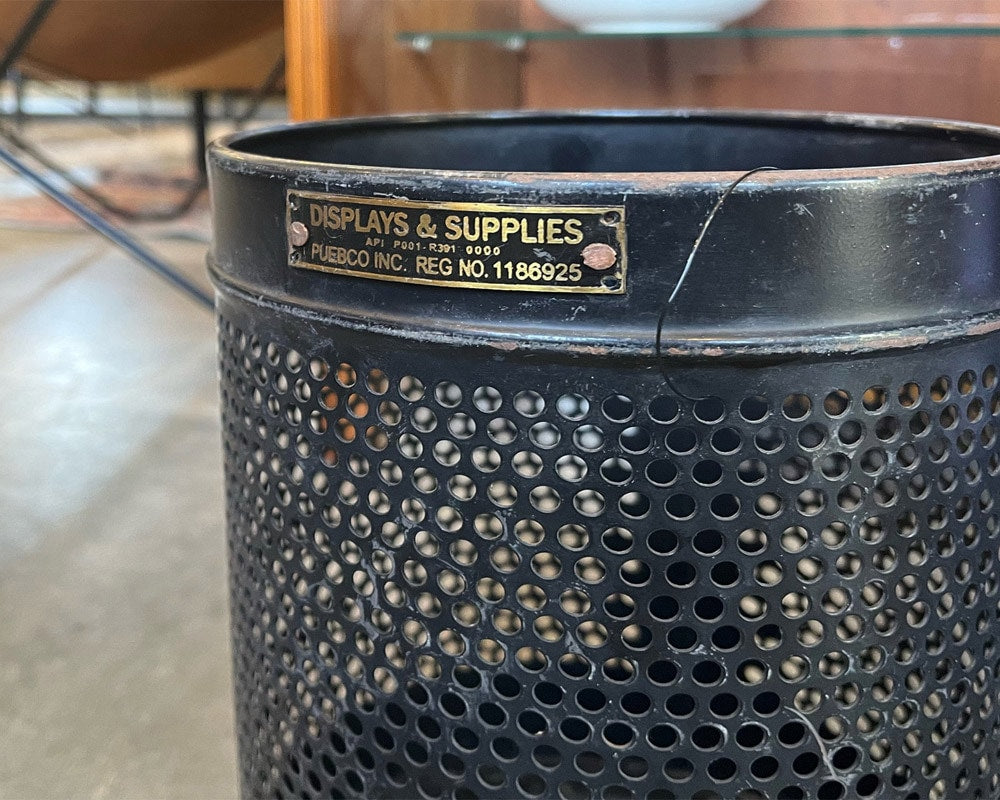 DISPLAYS & SUPPLIES
API P001-R391 0000
PUEBCO INC. REG NO. 1186925